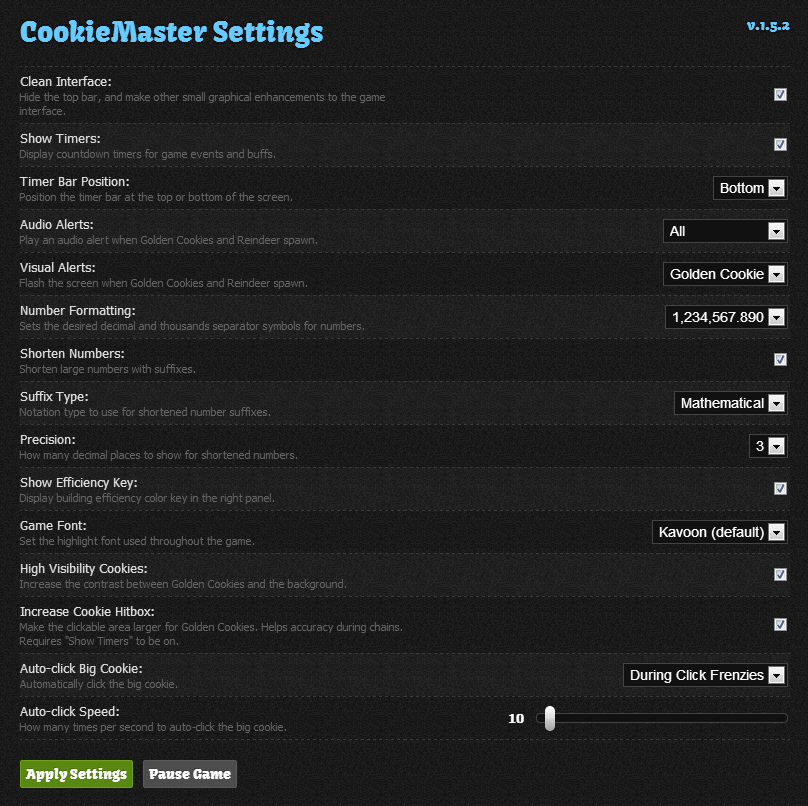 CookieMaster Settings
v.1.5.2
Clean Interface:
Hide the top bar, and make other small graphical enhancements to the game
interface.
Show Timers:
Display countdown timers for game events and buffs.
Timer Bar Position:
Position the timer bar at the top or bottom of the screen.
Bottom
Audio Alerts:
Play an audio alert when Golden Cookies and Reindeer spawn.
All
Visual Alerts:
Flash the screen when Golden Cookies and Reindeer spawn.
Golden Cookie
Number Formatting:
Sets the desired decimal and thousands separator symbols for numbers.
1,234,567.890
Shorten Numbers:
Shorten large numbers with suffixes.
Suffix Type:
Notation type to use for shortened number suffixes.
Mathematical
Precision:
How many decimal places to show for shortened numbers.
3
Show Efficiency Key:
Display building efficiency color key in the right panel.
Game Font:
Set the highlight font used throughout the game.
Kavoon (default)
High Visibility Cookies:
Increase the contrast between Golden Cookies and the background.
Increase Cookie Hitbox:
Make the clickable area larger for Golden Cookies. Helps accuracy during chains.
Requires "Show Timers" to be on.
Auto-click Big Cookie:
Automatically click the big cookie.
During Click Frenzies
Auto-click Speed:
How many times per second to auto-click the big cookie.
10
Apply Settings
Pause Game